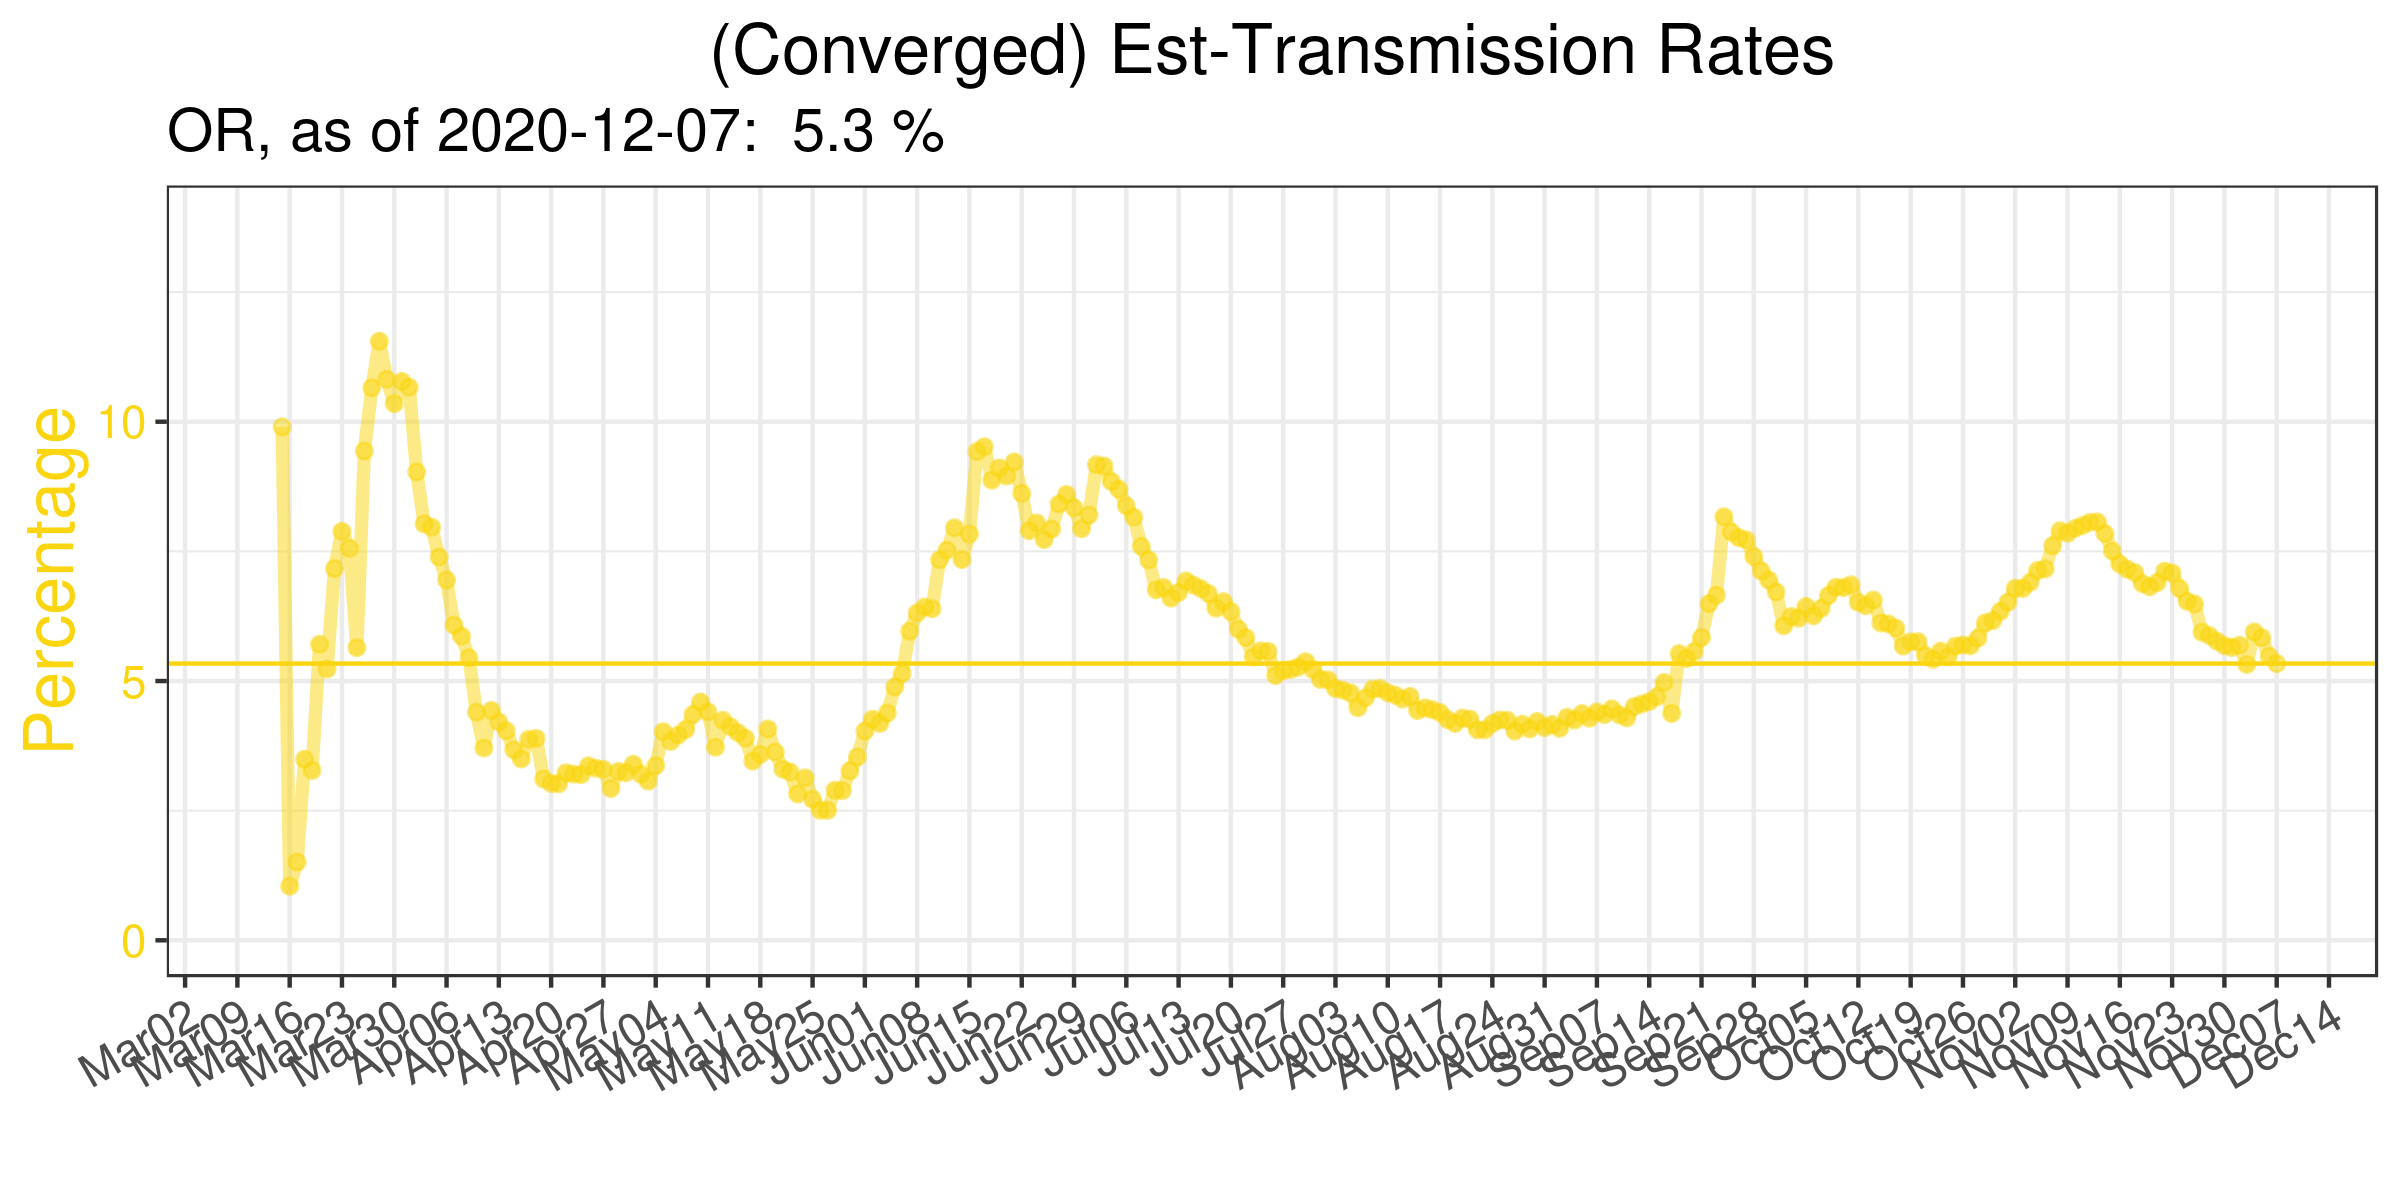 (Converged) Est-Transmission Rates
OR, as of 2020-12-07:  5.3 %
Percentage
10
5
0
Mar02
Mar09
Mar16
Mar23
Mar30
Apr06
Apr13
Apr20
Apr27
May04
May11
May18
May25
Jun01
Jun08
Jun15
Jun22
Jun29
Jul06
Jul13
Jul20
Jul27
Aug03
Aug10
Aug17
Aug24
Aug31
Sep07
Sep14
Sep21
Sep28
Oct05
Oct12
Oct19
Oct26
Nov02
Nov09
Nov16
Nov23
Nov30
Dec07
Dec14